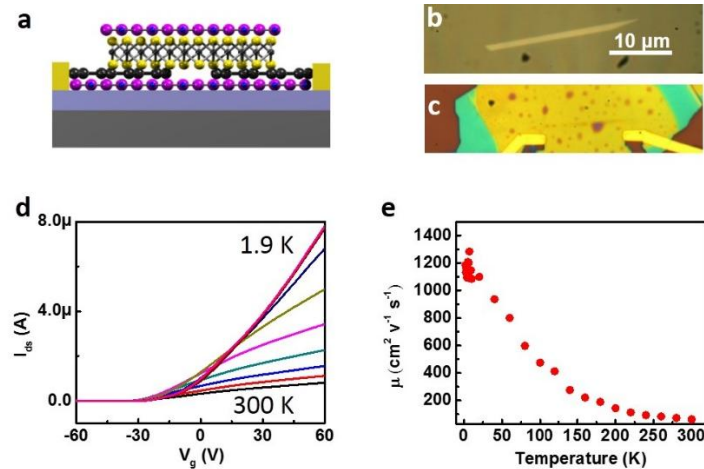 a
b
10 µm
c
d
8.0µ
4.0µ
0.0
I_ds (A)
1.9 K
300 K
-60
-30
0
30
60
V_g (V)
e
1400
1200
1000
800
600
400
200
µ (cm² v⁻¹ s⁻¹)
0
50
100
150
200
250
300
Temperature (K)